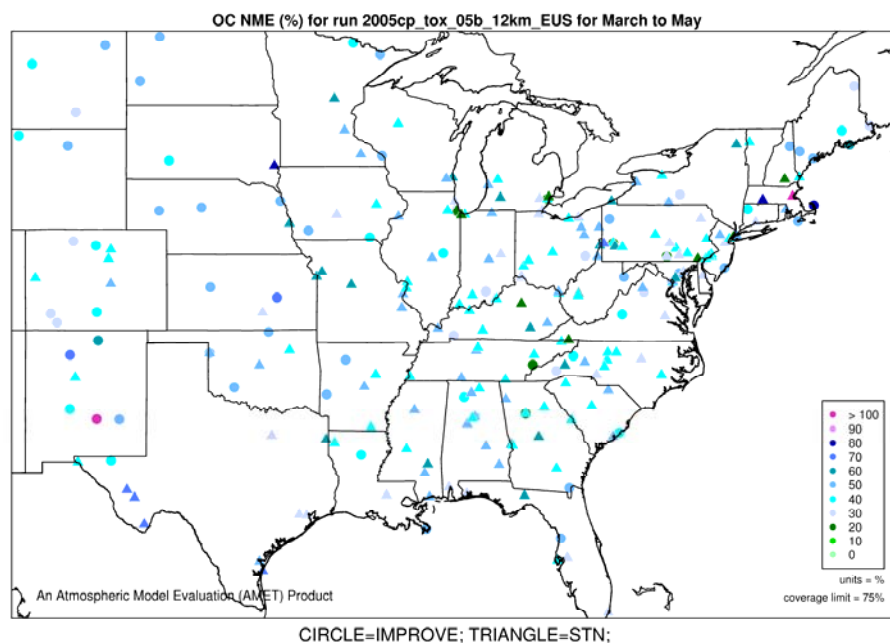 OC NME (%) for run 2005cp_tox_05b_12km_EUS for March to May
> 100
90
80
70
60
50
40
30
20
10
0
units = %
coverage limit = 75%
An Atmospheric Model Evaluation (AMET) Product
CIRCLE=IMPROVE; TRIANGLE=STN;